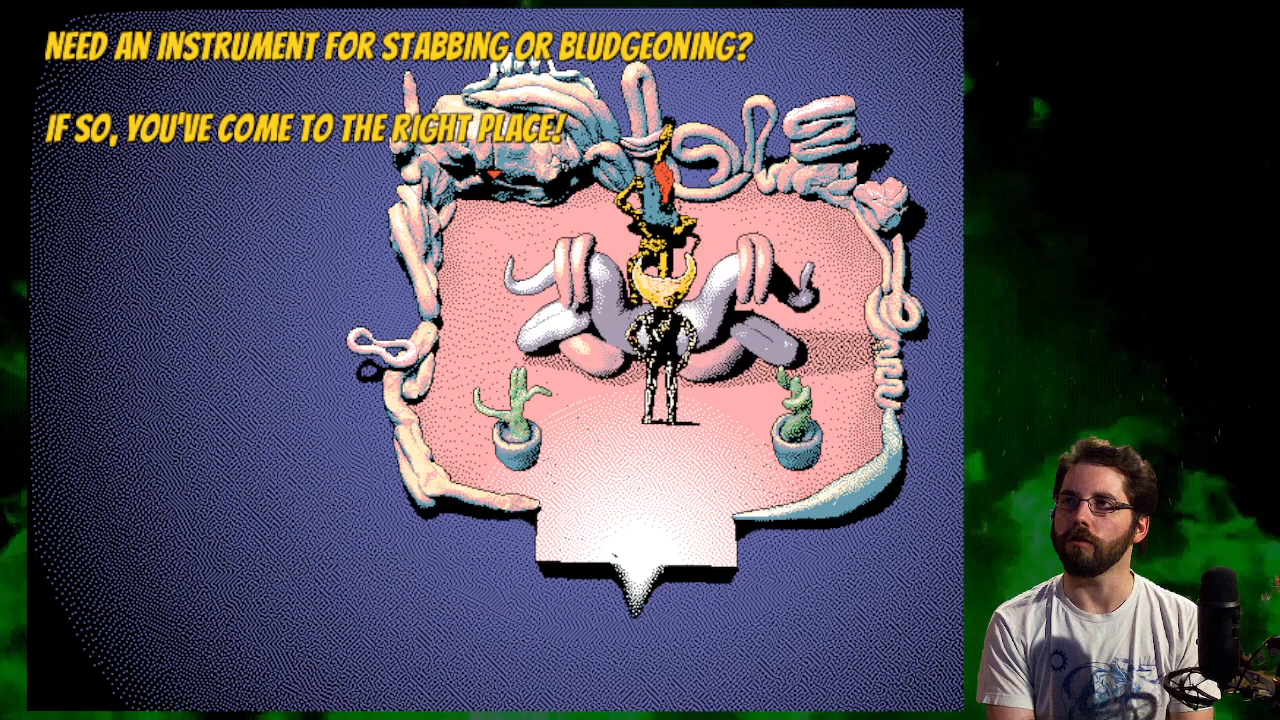 NEED AN INSTRUMENT FOR STABBING OR BLUDGEONING?
IF SO, YOU'VE COME TO THE RIGHT PLACE!